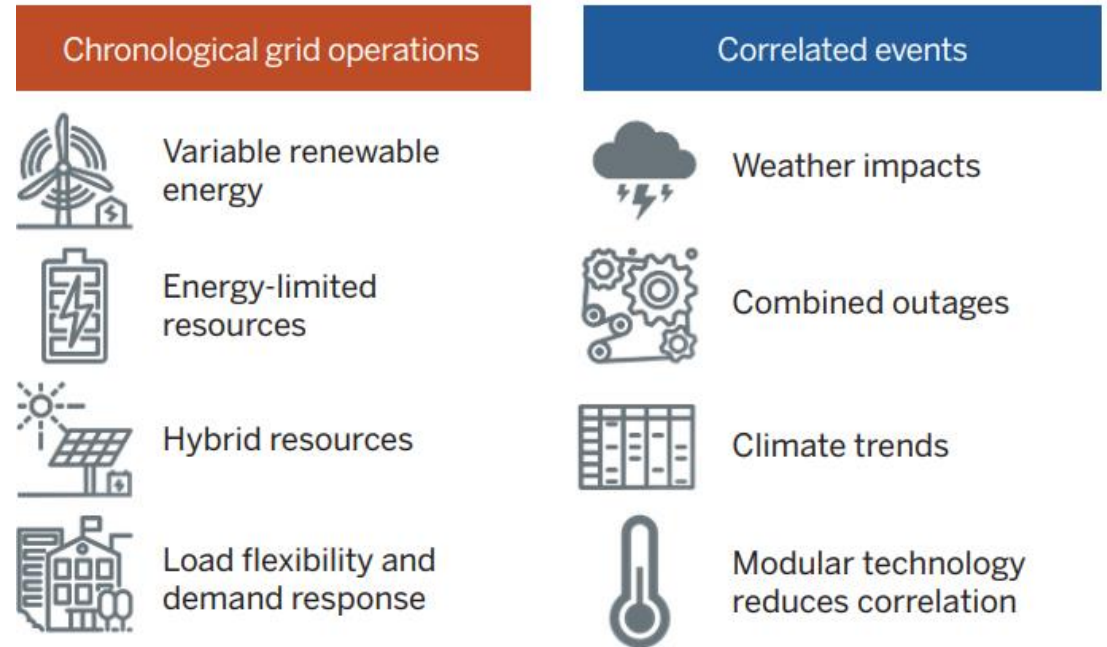 Chronological grid operations
Variable renewable
energy
Energy-limited
resources
Hybrid resources
Load flexibility and
demand response
Correlated events
Weather impacts
Combined outages
Climate trends
Modular technology
reduces correlation